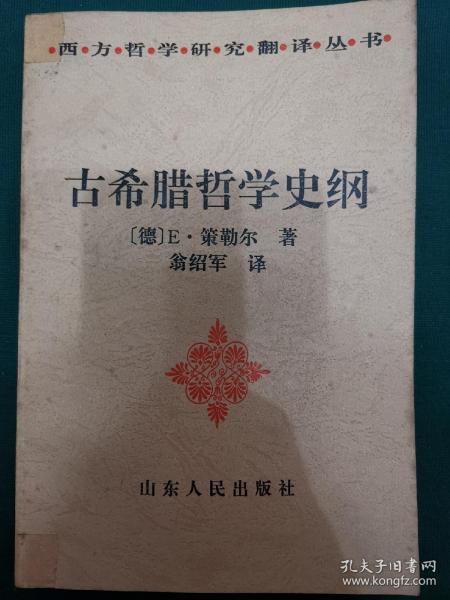 西·方·哲·学·研·究·翻·译·丛·书
古希腊哲学史纲
〔德〕E·策勒尔 著
翁绍军 译
山东人民出版社
孔夫子旧书网
www.kongfz.com